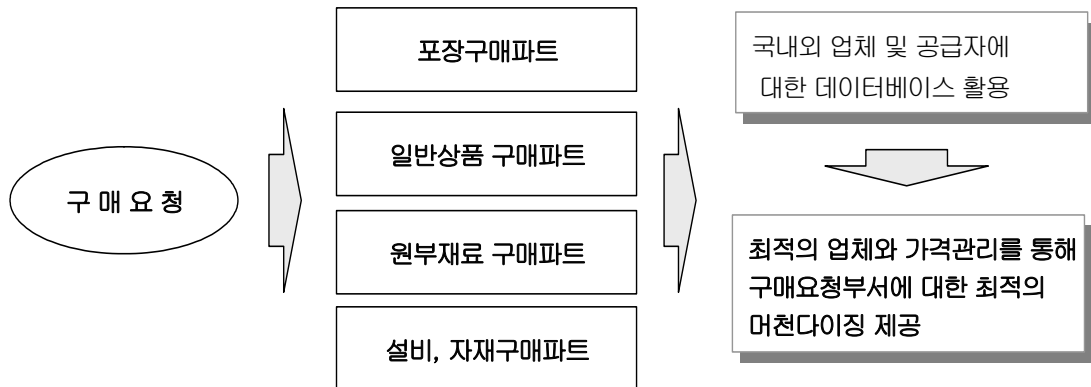 구 매 요 청
포장구매파트
일반상품 구매파트
원부재료 구매파트
설비, 자재구매파트
국내외 업체 및 공급자에
대한 데이터베이스 활용
최적의 업체와 가격관리를 통해
구매요청부서에 대한 최적의
머천다이징 제공